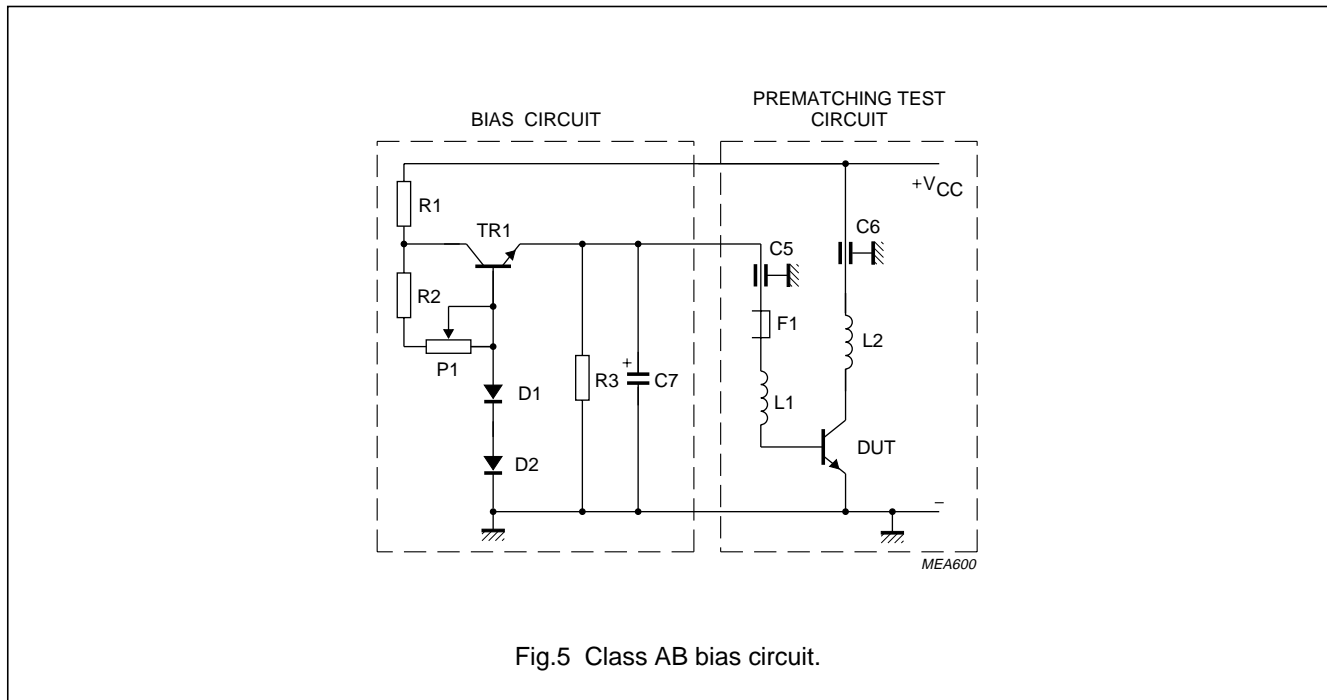 PREMATCHING TEST
CIRCUIT
BIAS CIRCUIT
+VCC
R1
TR1
C5
C6
R2
F1
L2
P1
D1
R3
+
C7
L1
DUT
D2
–
MEA600
Fig.5 Class AB bias circuit.